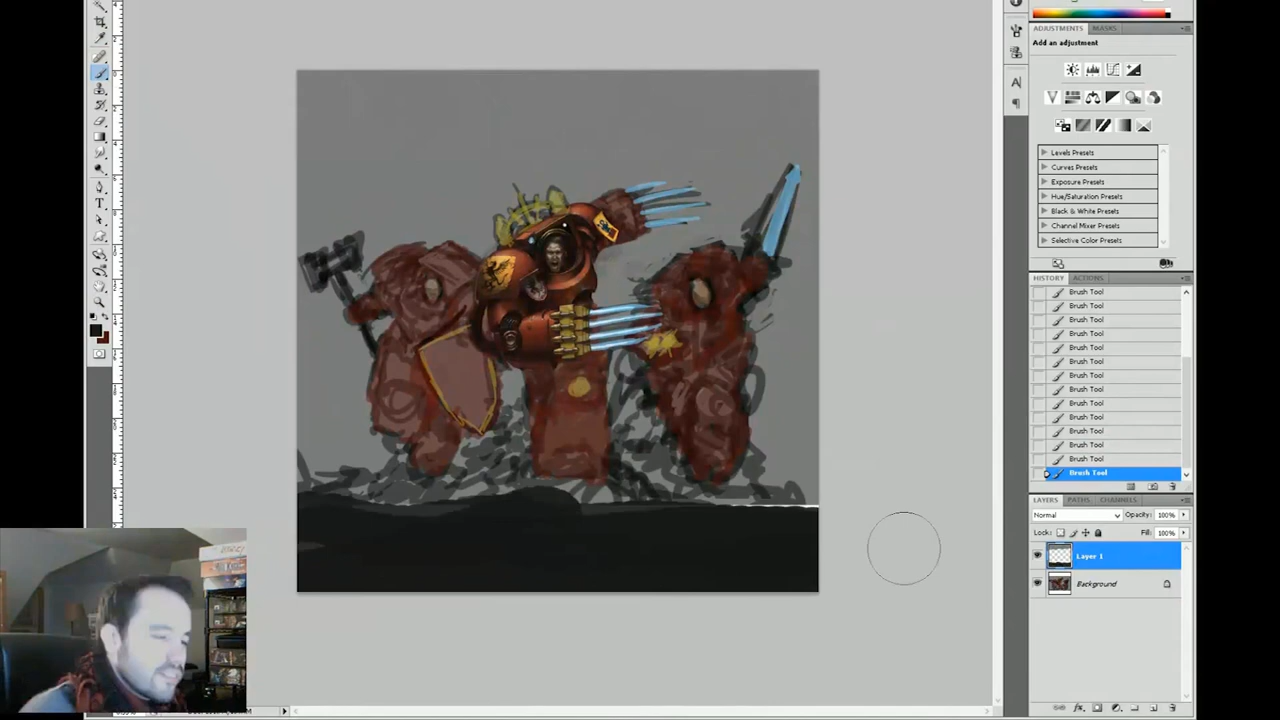 ADJUSTMENTS MASKS
Add an adjustment
Levels Presets
Curves Presets
Exposure Presets
Hue/Saturation Presets
Black & White Presets
Channel Mixer Presets
Selective Color Presets
HISTORY ACTIONS
Brush Tool
Brush Tool
Brush Tool
Brush Tool
Brush Tool
Brush Tool
Brush Tool
Brush Tool
Brush Tool
Brush Tool
Brush Tool
Brush Tool
Brush Tool
Brush Tool
LAYERS PATHS CHANNELS
Normal Opacity: 100%
Lock: Fill: 100%
Layer 1
Background